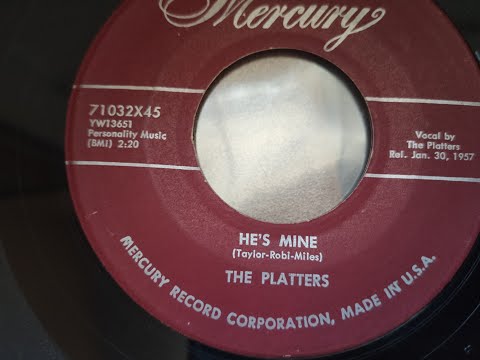 Mercury
71032X45
YW13651
Personality Music
(BMI) 2:20
Vocal by
The Platters
Rel. Jan. 30, 1957
HE'S MINE
(Taylor-Robi-Miles)
THE PLATTERS
MERCURY RECORD CORPORATION, MADE IN U.S.A.